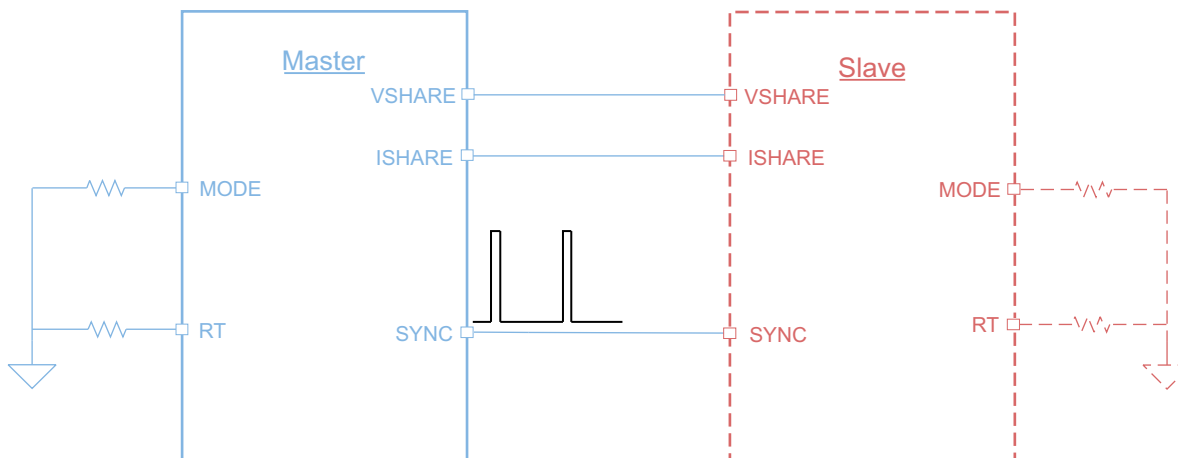 Master
VSHARE
ISHARE
MODE
RT
SYNC
Slave
VSHARE
ISHARE
MODE
RT
SYNC